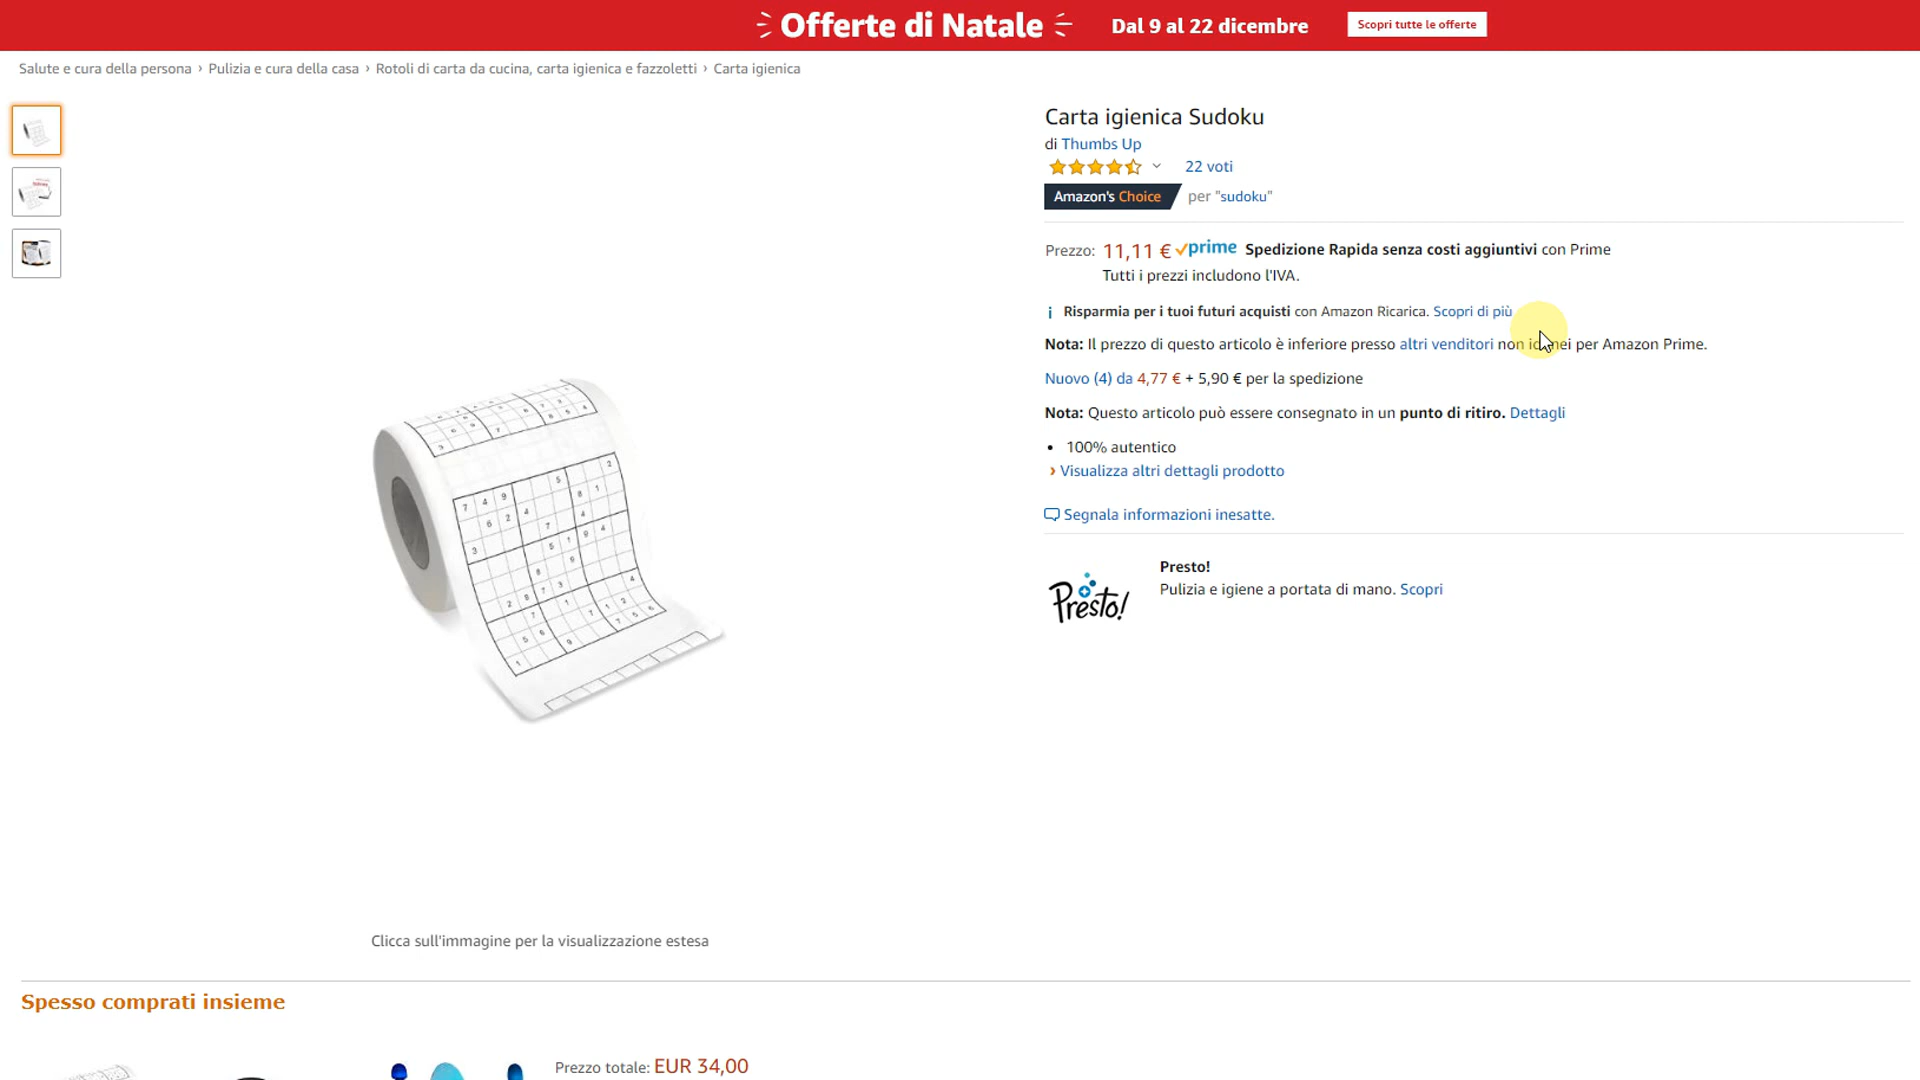 Offerte di Natale Dal 9 al 22 dicembre Scopri tutte le offerte
Salute e cura della persona › Pulizia e cura della casa › Rotoli di carta da cucina, carta igienica e fazzoletti › Carta igienica
Carta igienica Sudoku
di Thumbs Up
22 voti
Amazon's Choice per "sudoku"
Prezzo: 11,11 € prime Spedizione Rapida senza costi aggiuntivi con Prime
Tutti i prezzi includono l'IVA.
i Risparmia per i tuoi futuri acquisti con Amazon Ricarica. Scopri di più
Nota: Il prezzo di questo articolo è inferiore presso altri venditori non idonei per Amazon Prime.
Nuovo (4) da 4,77 € + 5,90 € per la spedizione
Nota: Questo articolo può essere consegnato in un punto di ritiro. Dettagli
• 100% autentico
› Visualizza altri dettagli prodotto
Segnala informazioni inesatte.
Presto!
Presto!
Pulizia e igiene a portata di mano. Scopri
Clicca sull'immagine per la visualizzazione estesa
Spesso comprati insieme
Prezzo totale: EUR 34,00